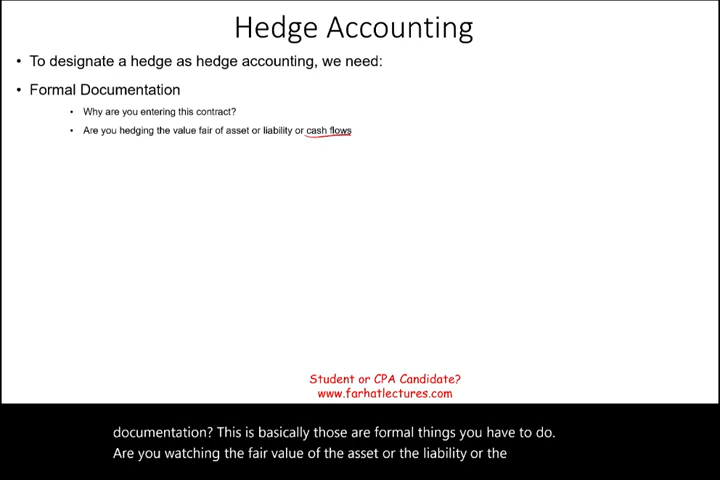 Hedge Accounting
• To designate a hedge as hedge accounting, we need:
• Formal Documentation
• Why are you entering this contract?
• Are you hedging the value fair of asset or liability or cash flows
Student or CPA Candidate?
www.farhatlectures.com
documentation? This is basically those are formal things you have to do.
Are you watching the fair value of the asset or the liability or the